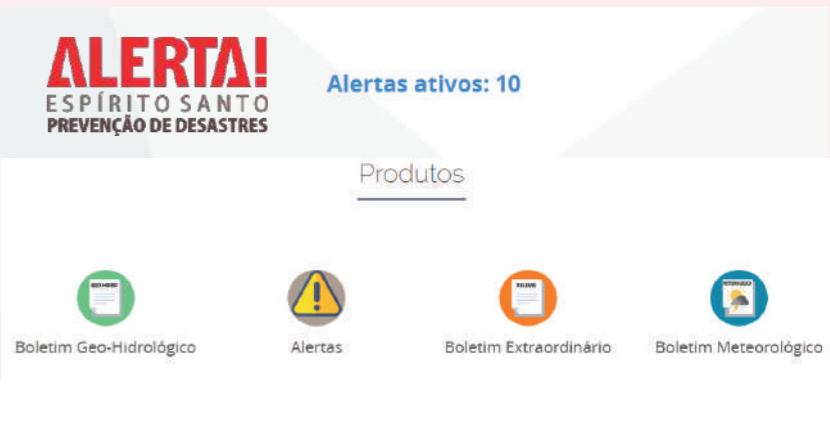 ALERTA!
ESPÍRITO SANTO
PREVENÇÃO DE DESASTRES
Alertas ativos: 10
Produtos
Boletim Geo-Hidrológico
Alertas
Boletim Extraordinário
Boletim Meteorológico